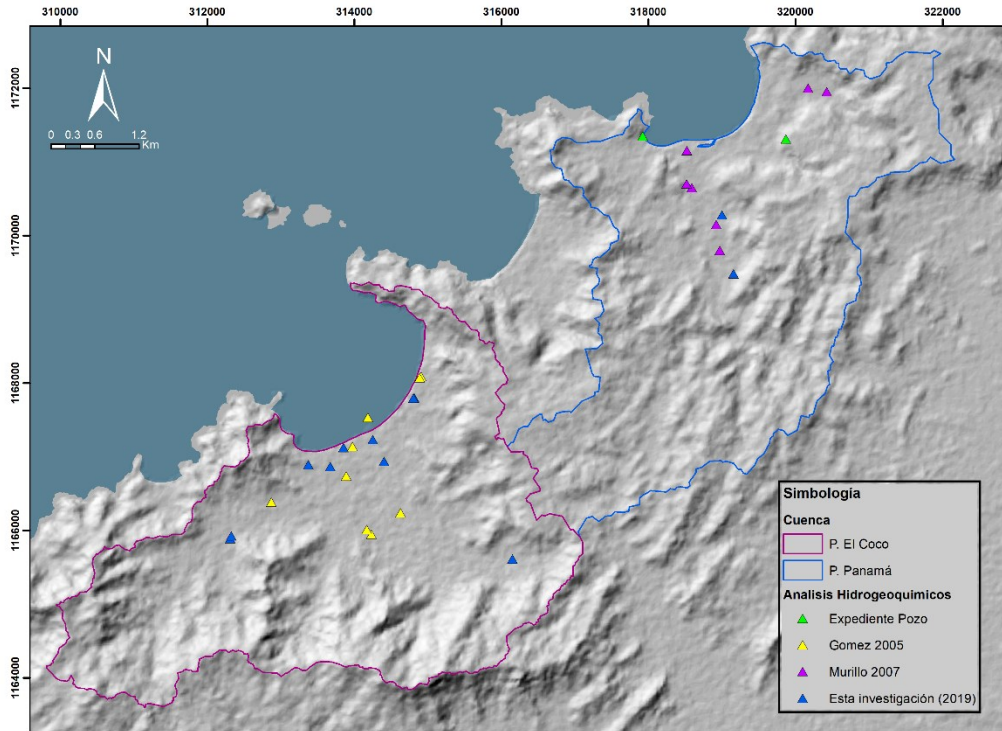 310000 312000 314000 316000 318000 320000 322000
N
0 0.3 0.6 1.2
Km
1172000
1170000
1168000
1166000
1164000
Simbología
Cuenca
P. El Coco
P. Panamá
Analisis Hidrogeoquimicos
Expediente Pozo
Gomez 2005
Murillo 2007
Esta investigación (2019)